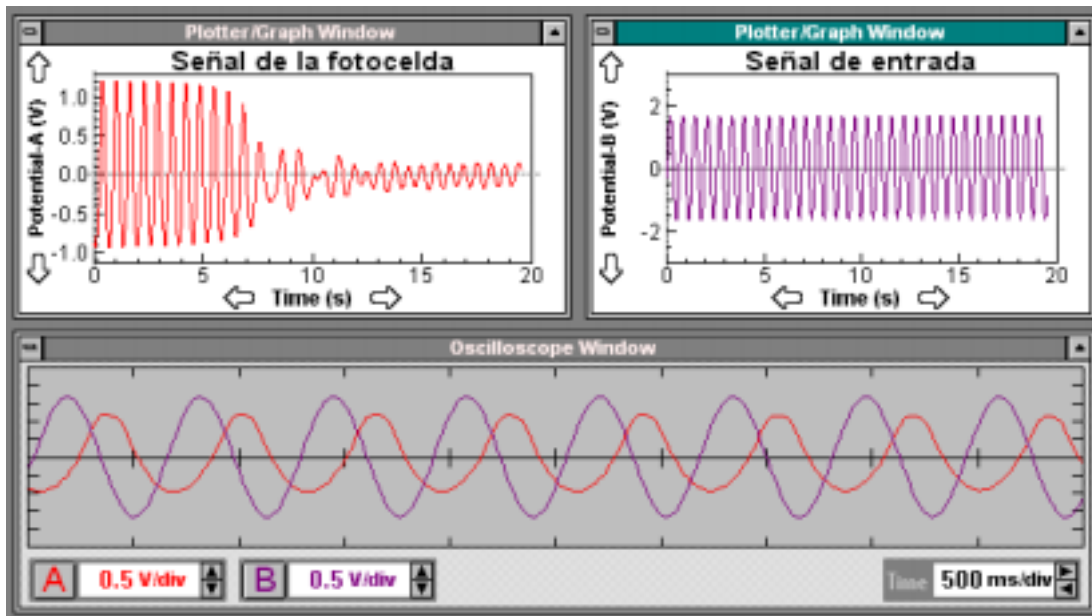 Plotter/Graph Window
Señal de la fotocelda
Potential-A (V)
1.0
0.5
0.0
-0.5
-1.0
0 5 10 15 20
Time (s)
Plotter/Graph Window
Señal de entrada
Potential-B (V)
2
0
-2
0 5 10 15 20
Time (s)
Oscilloscope Window
A 0.5 V/div B 0.5 V/div Time 500 ms/div